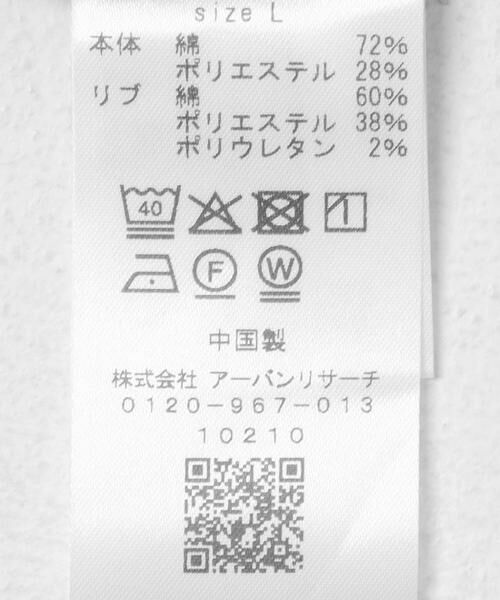 size L
本体 綿 72%
ポリエステル 28%
リブ 綿 60%
ポリエステル 38%
ポリウレタン 2%
40
F W
中国製
株式会社 アーバンリサーチ
0120-967-013
10210